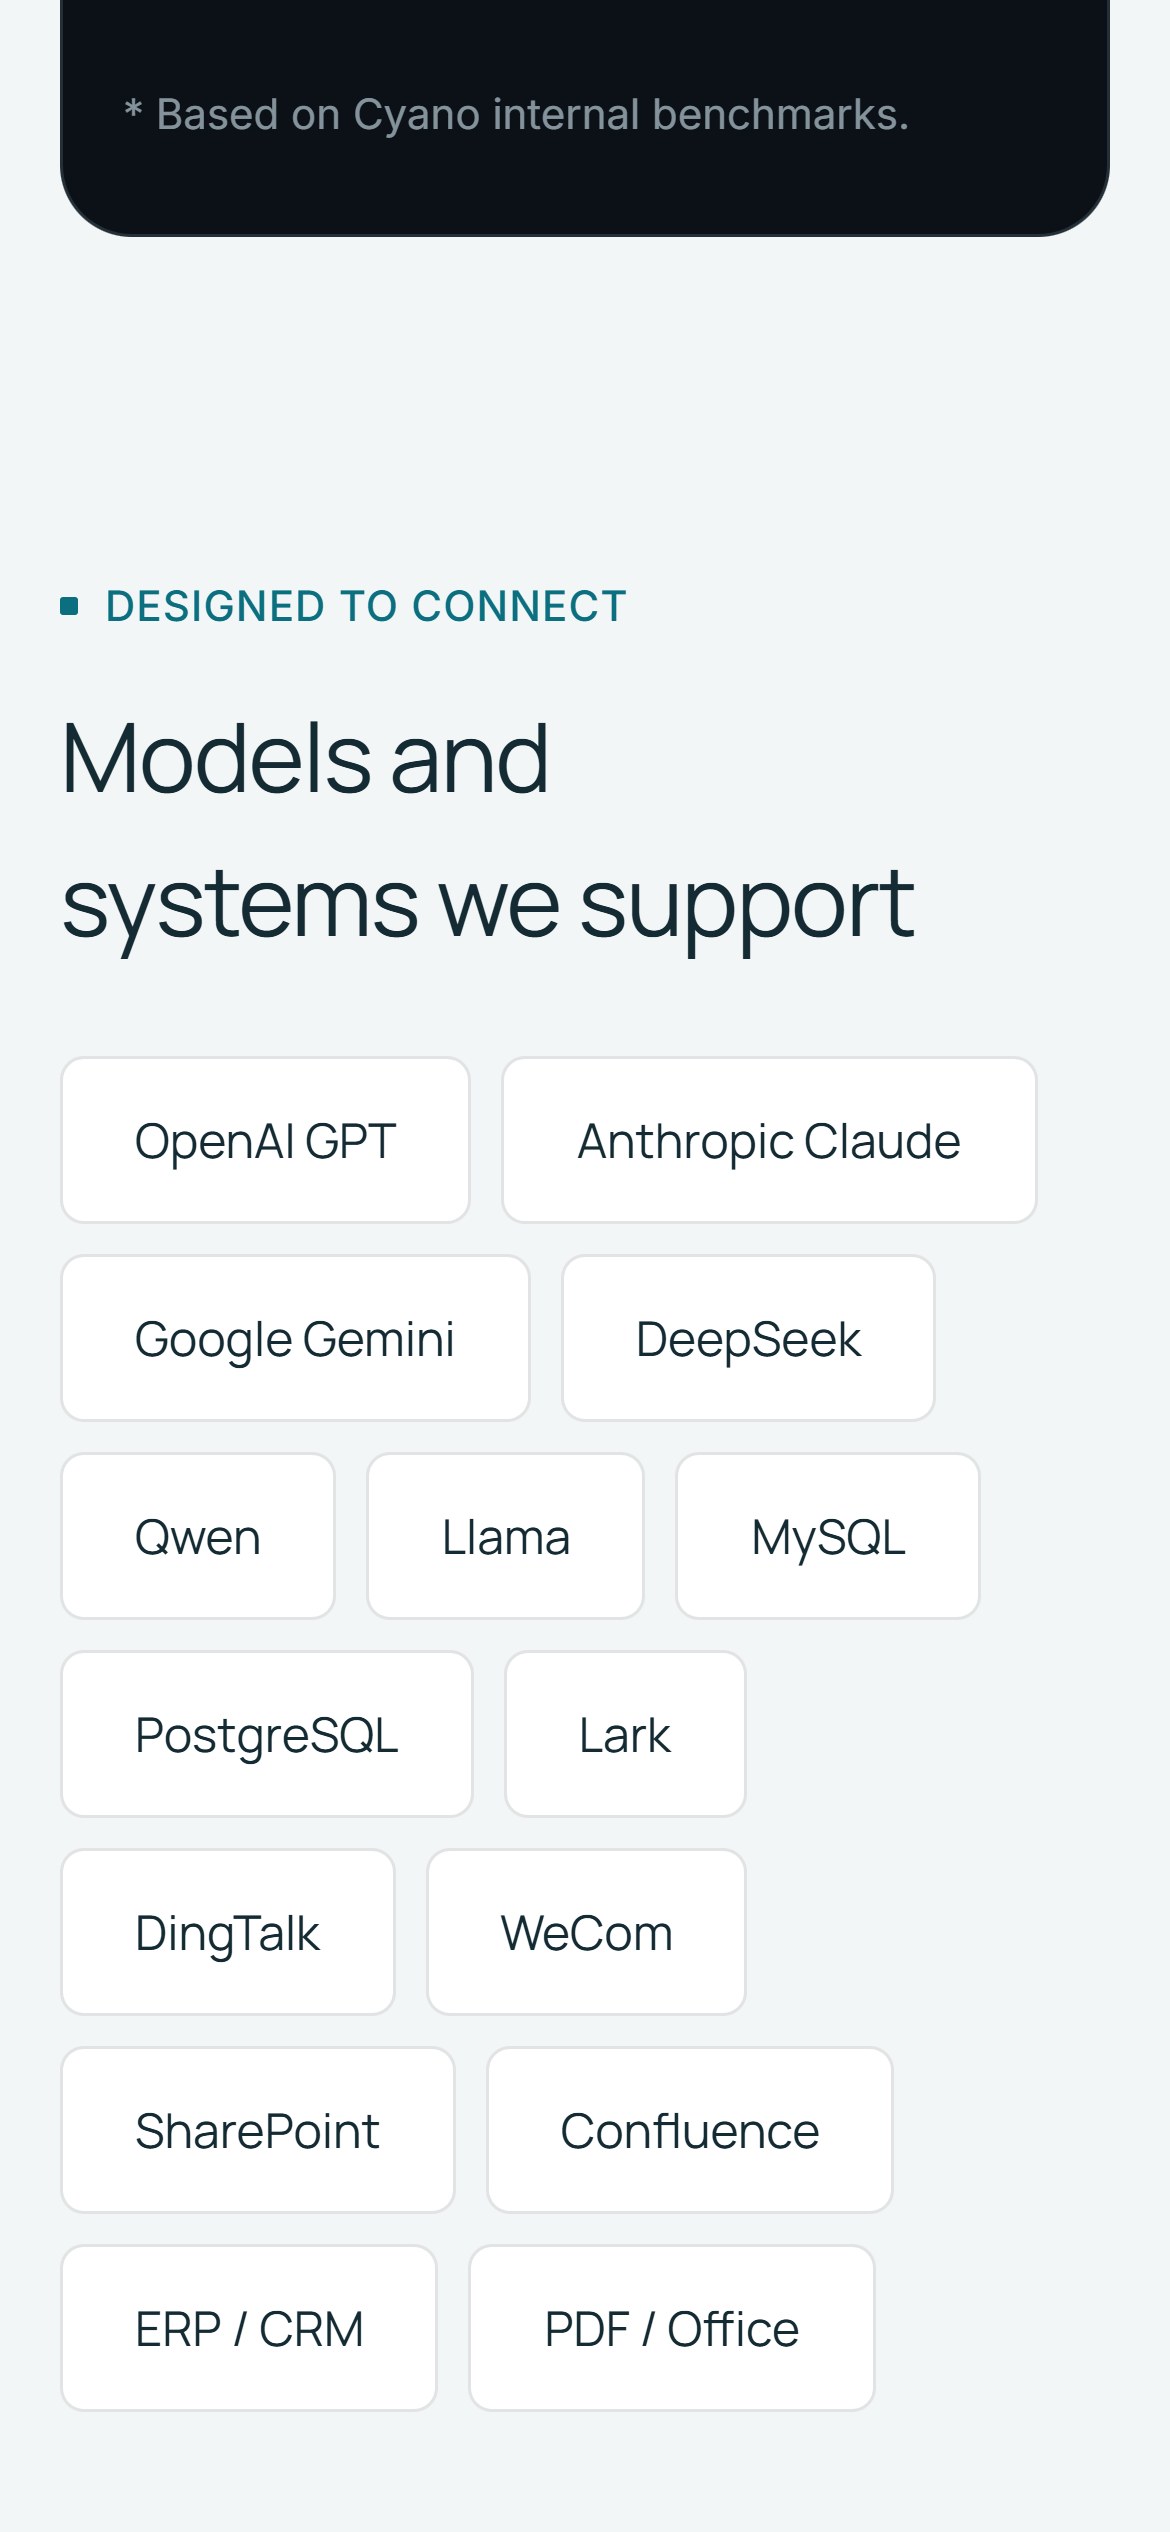 * Based on Cyano internal benchmarks.
DESIGNED TO CONNECT
Models and
systems we support
OpenAI GPT
Anthropic Claude
Google Gemini
DeepSeek
Qwen
Llama
MySQL
PostgreSQL
Lark
DingTalk
WeCom
SharePoint
Confluence
ERP / CRM
PDF / Office